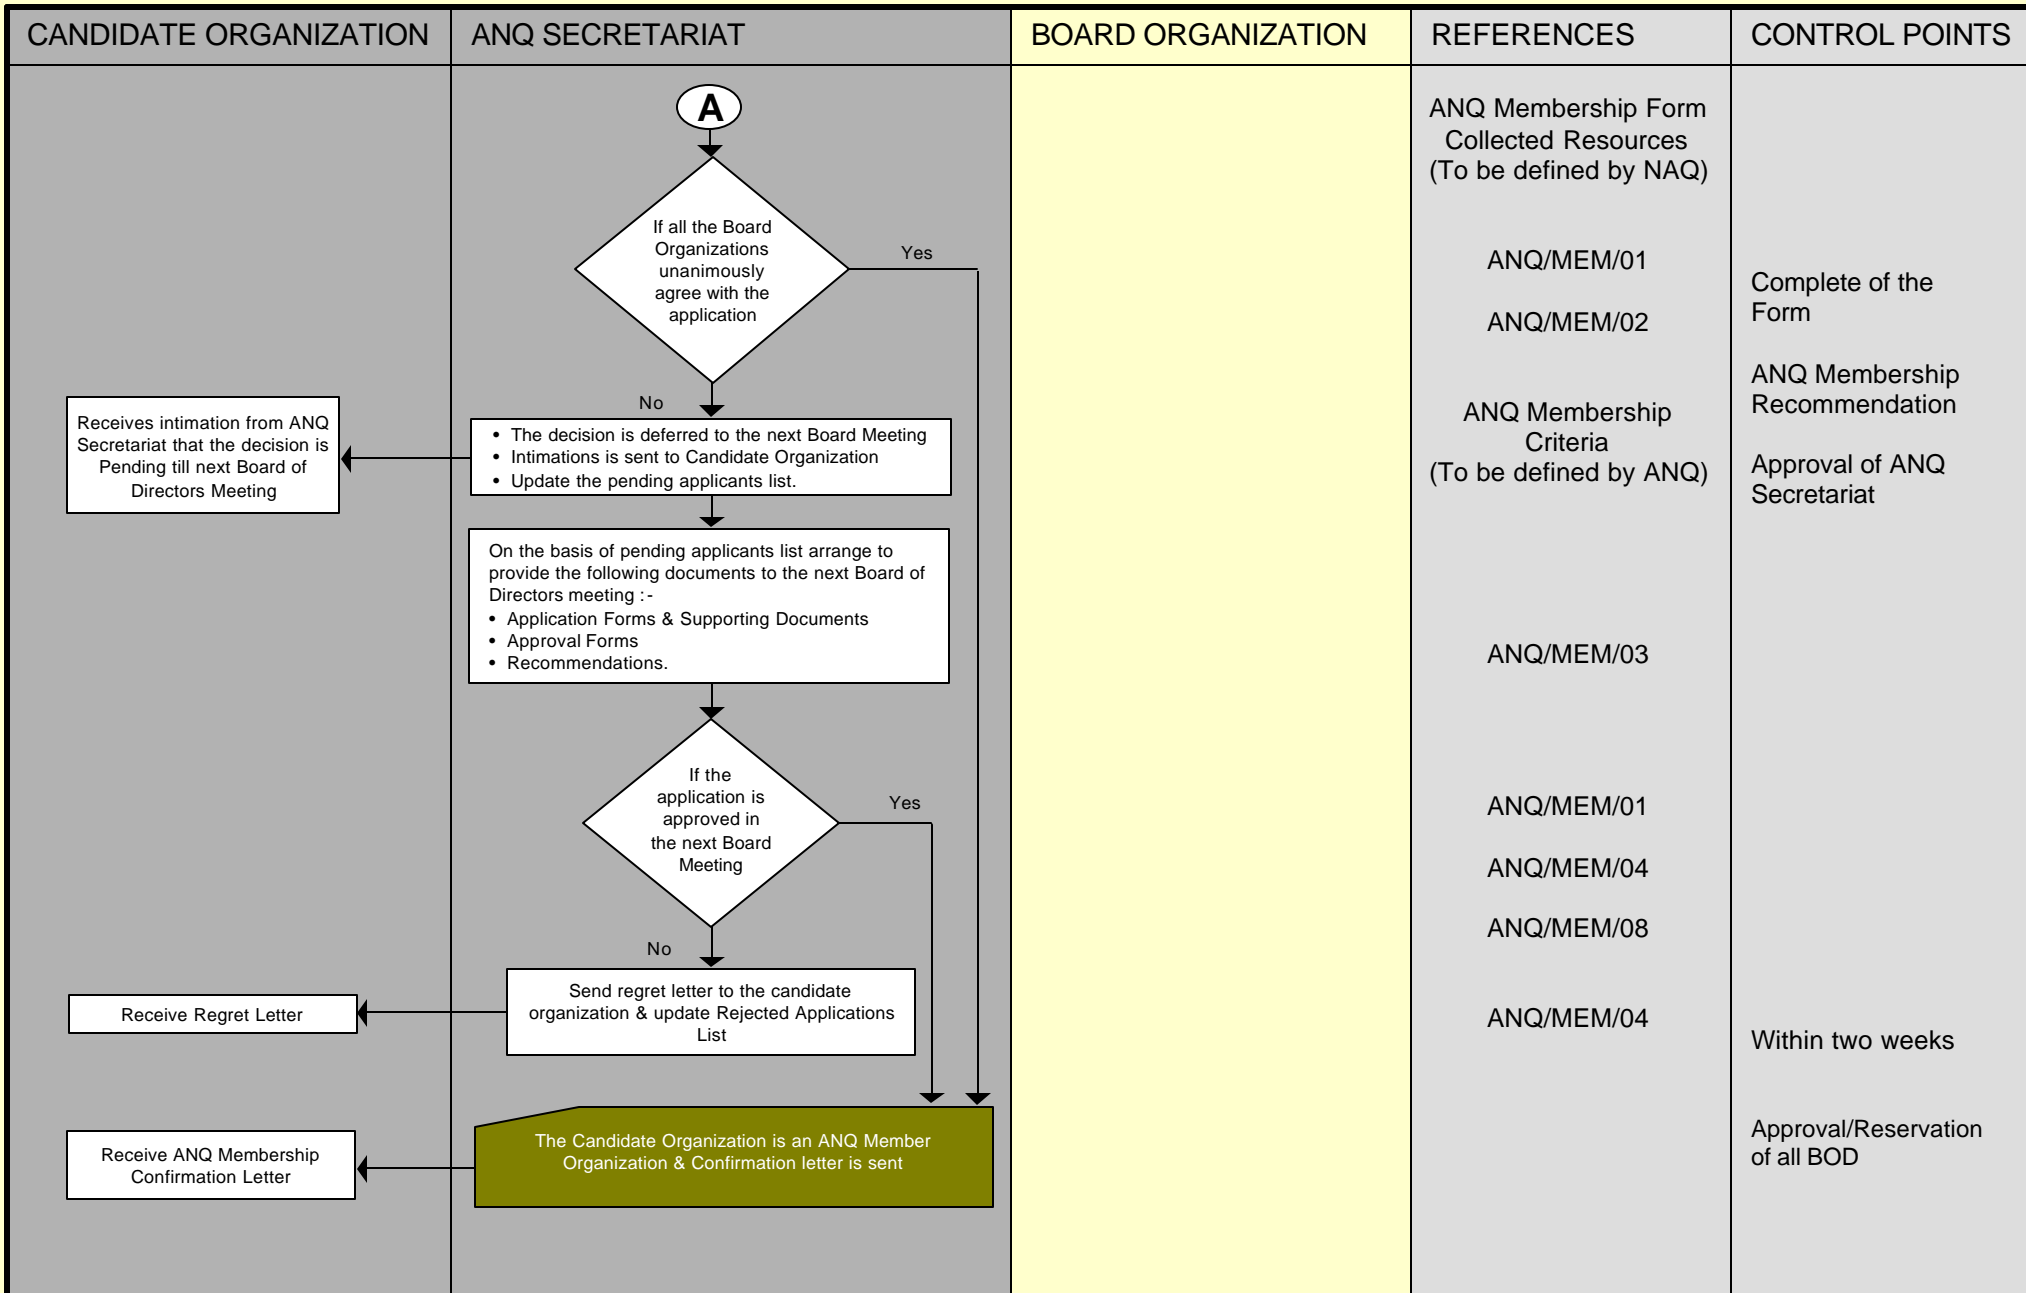 CANDIDATE ORGANIZATION
ANQ SECRETARIAT
BOARD ORGANIZATION
REFERENCES
CONTROL POINTS
A
If all the Board
Organizations
unanimously
agree with the
application
Yes
No
• The decision is deferred to the next Board Meeting
• Intimations is sent to Candidate Organization
• Update the pending applicants list.
Receives intimation from ANQ
Secretariat that the decision is
Pending till next Board of
Directors Meeting
On the basis of pending applicants list arrange to
provide the following documents to the next Board of
Directors meeting :-
• Application Forms & Supporting Documents
• Approval Forms
• Recommendations.
If the
application is
approved in
the next Board
Meeting
Yes
No
Send regret letter to the candidate
organization & update Rejected Applications
List
Receive Regret Letter
The Candidate Organization is an ANQ Member
Organization & Confirmation letter is sent
Receive ANQ Membership
Confirmation Letter
ANQ Membership Form
Collected Resources
(To be defined by NAQ)
ANQ/MEM/01
ANQ/MEM/02
ANQ Membership
Criteria
(To be defined by ANQ)
ANQ/MEM/03
ANQ/MEM/01
ANQ/MEM/04
ANQ/MEM/08
ANQ/MEM/04
Complete of the
Form
ANQ Membership
Recommendation
Approval of ANQ
Secretariat
Within two weeks
Approval/Reservation
of all BOD